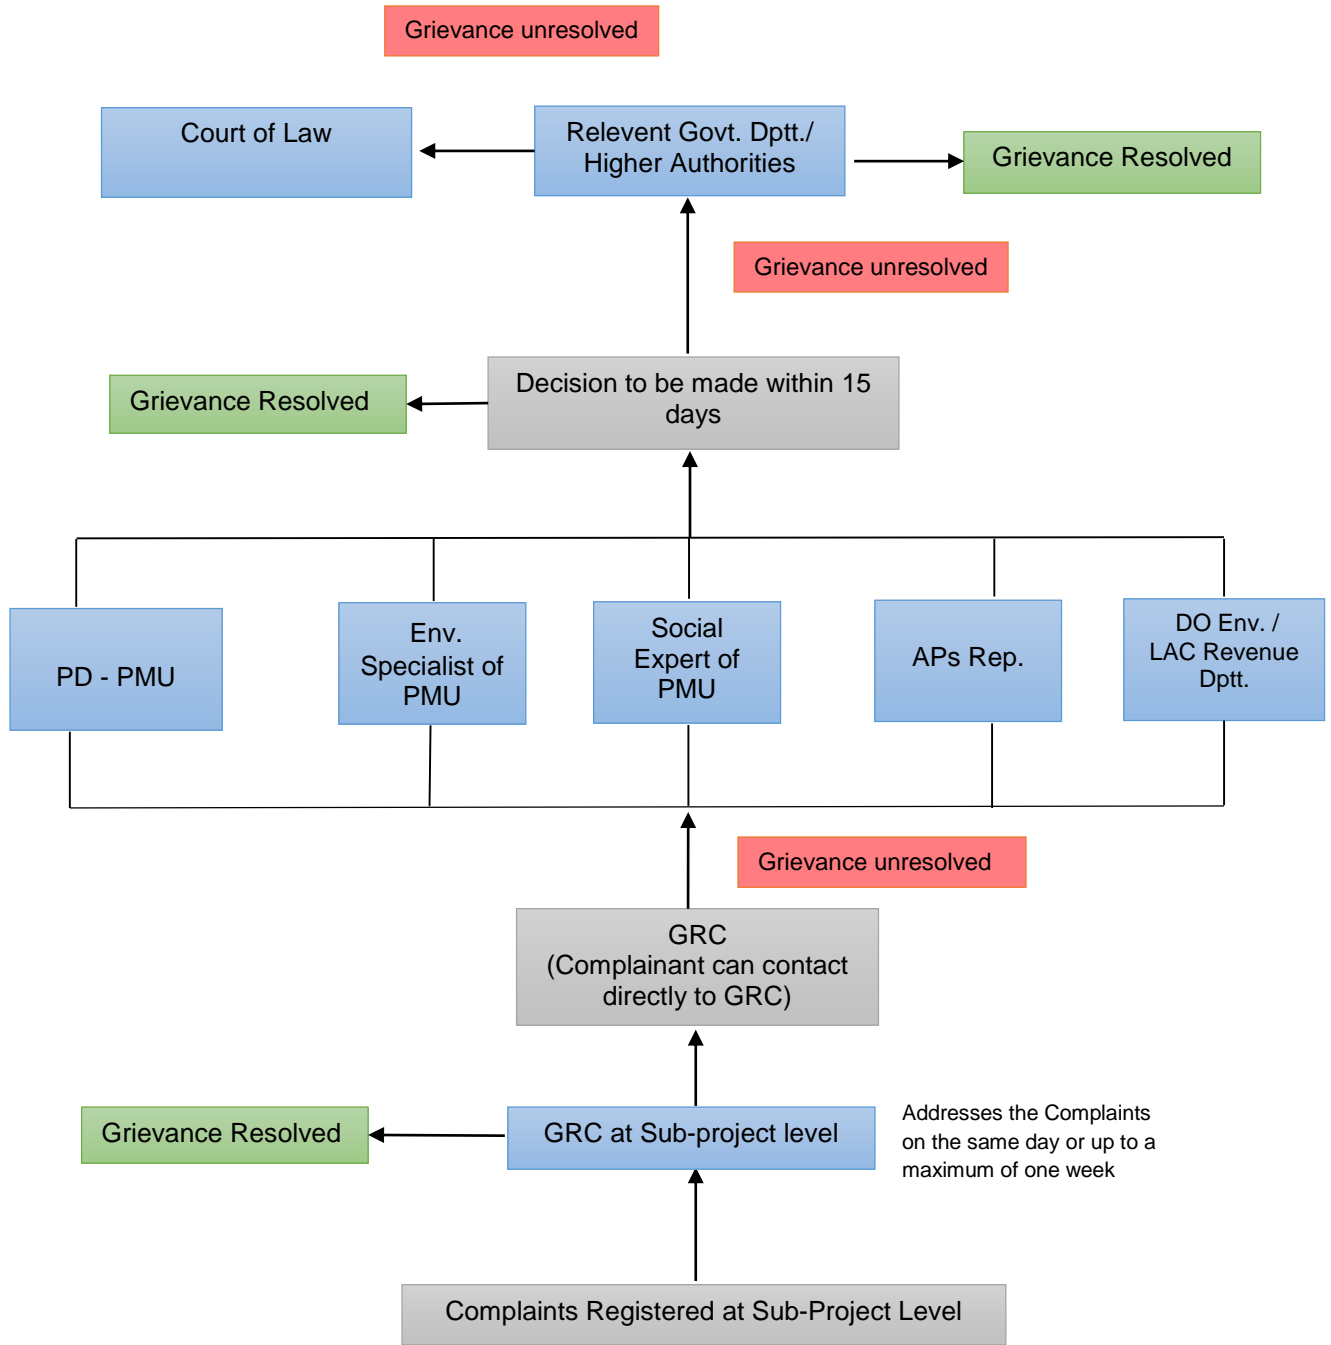 Grievance unresolved
Court of Law
Relevent Govt. Dptt./
Higher Authorities
Grievance Resolved
Grievance unresolved
Decision to be made within 15
days
Grievance Resolved
PD - PMU
Env.
Specialist of
PMU
Social
Expert of
PMU
APs Rep.
DO Env. /
LAC Revenue
Dptt.
Grievance unresolved
GRC
(Complainant can contact
directly to GRC)
Grievance Resolved
GRC at Sub-project level
Addresses the Complaints
on the same day or up to a
maximum of one week
Complaints Registered at Sub-Project Level